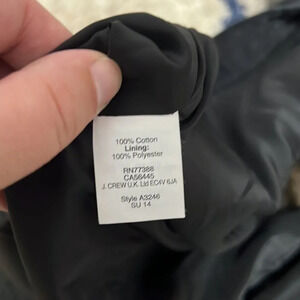 100% Cotton
Lining:
100% Polyester
RN77388
CA56445
J. CREW U.K. Ltd EC4V 6JA
Style A3246
SU 14